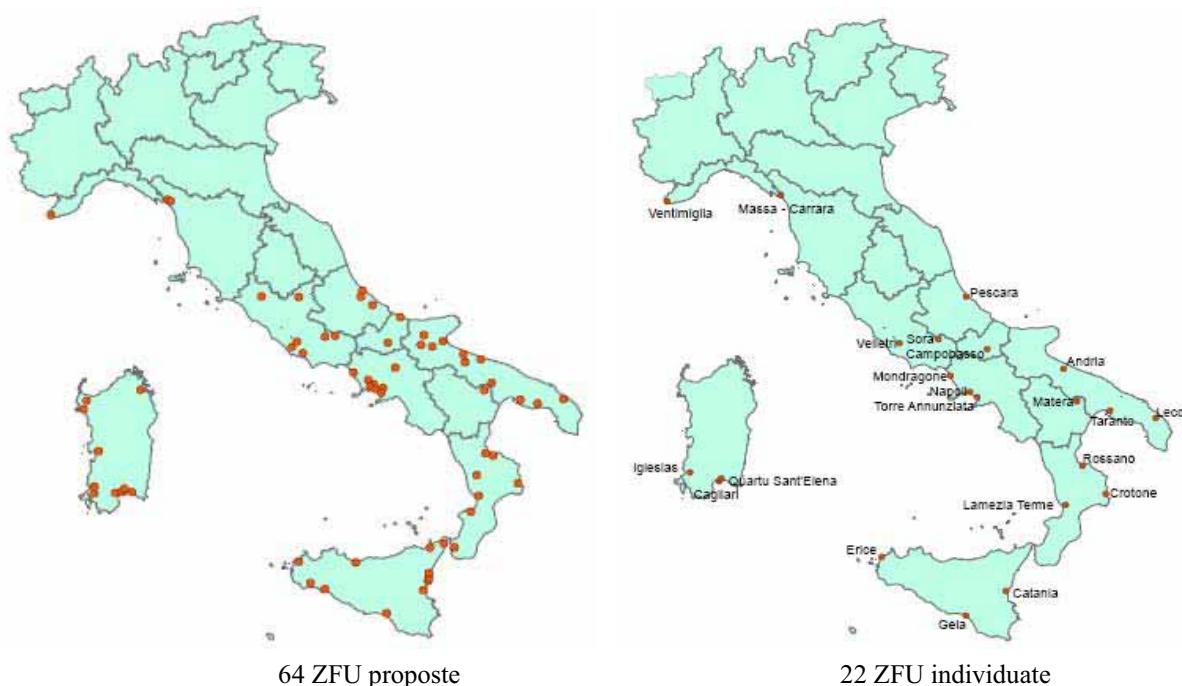 Ventimiglia
Massa - Carrara
Pescara
Velletri
Sora
Campobasso
Andria
Mondragone
Napoli
Torre Annunziata
Matera
Taranto
Lecc
Iglesias
Quartu Sant'Elena
Cagliari
Rossano
Crotone
Lamezia Terme
Erice
Catania
Gela
64 ZFU proposte
22 ZFU individuate